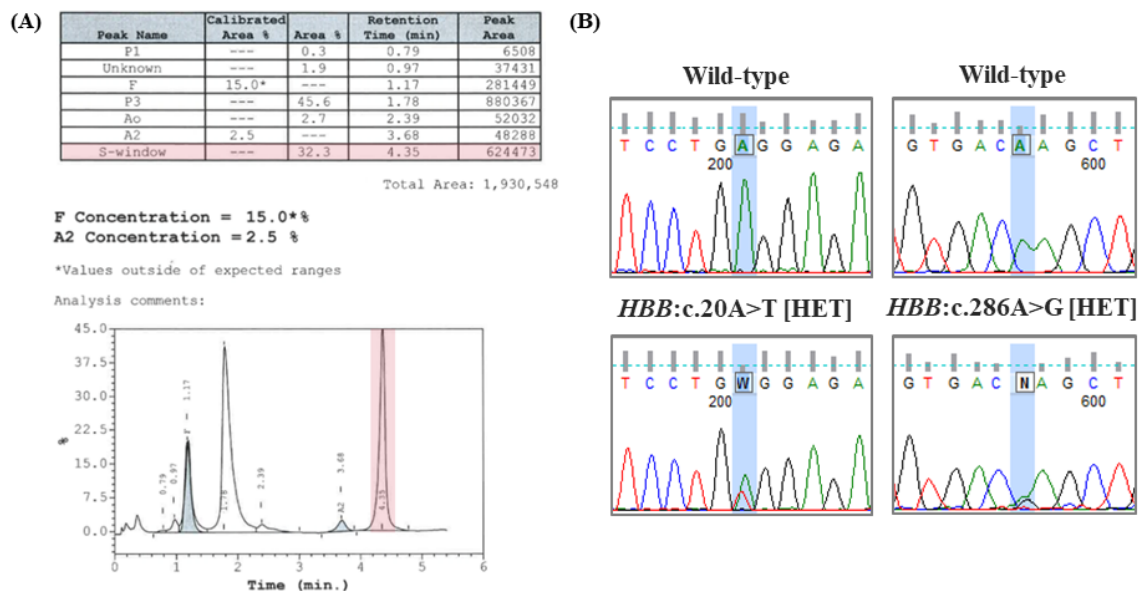 (A)
Peak Name Calibrated Area % Area % Retention Time (min) Peak Area
P1 --- 0.3 0.79 6508
Unknown --- 1.9 0.97 37431
F 15.0* --- 1.17 281449
P3 --- 45.6 1.78 880367
Ao --- 2.7 2.39 52032
A2 2.5 --- 3.68 48288
S-window --- 32.3 4.35 624473
Total Area: 1,930,548
F Concentration = 15.0*%
A2 Concentration = 2.5 %
*Values outside of expected ranges
Analysis comments:
45.0
37.5
30.0
22.5
15.0
7.5
0.0
%
0.79
0.97
F 1.17
1.78
2.39
A2 3.68
4.35
0 1 2 3 4 5 6
Time (min.)
(B)
Wild-type
T C C T G A G G A G A
200
Wild-type
G T G A C A A G C T
600
HBB:c.20A>T [HET]
T C C T G W G G A G A
200
HBB:c.286A>G [HET]
G T G A C N A G C T
600